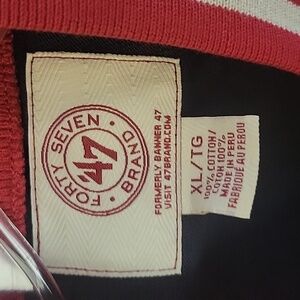 FORTY SEVEN
'47
• BRAND •
FORMERLY BANNER 47
VISIT 47BRAND.COM
XL/TG
100% COTTON/
COTON 100%
MADE IN PERU
FABRIQUÉ AU PEROU